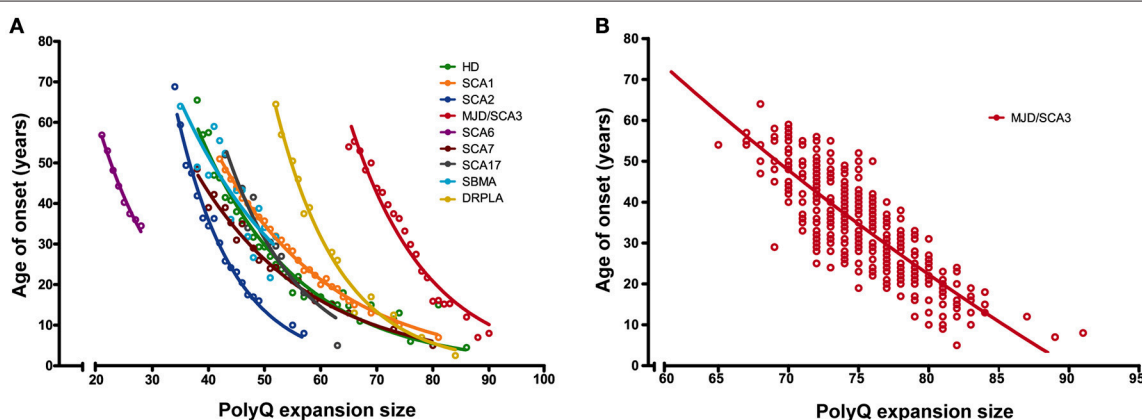 A
Age of onset (years)
80
70
60
50
40
30
20
10
0
HD
SCA1
SCA2
MJD/SCA3
SCA6
SCA7
SCA17
SBMA
DRPLA
20 30 40 50 60 70 80 90 100
PolyQ expansion size
B
Age of onset (years)
80
70
60
50
40
30
20
10
0
MJD/SCA3
60 65 70 75 80 85 90 95
PolyQ expansion size